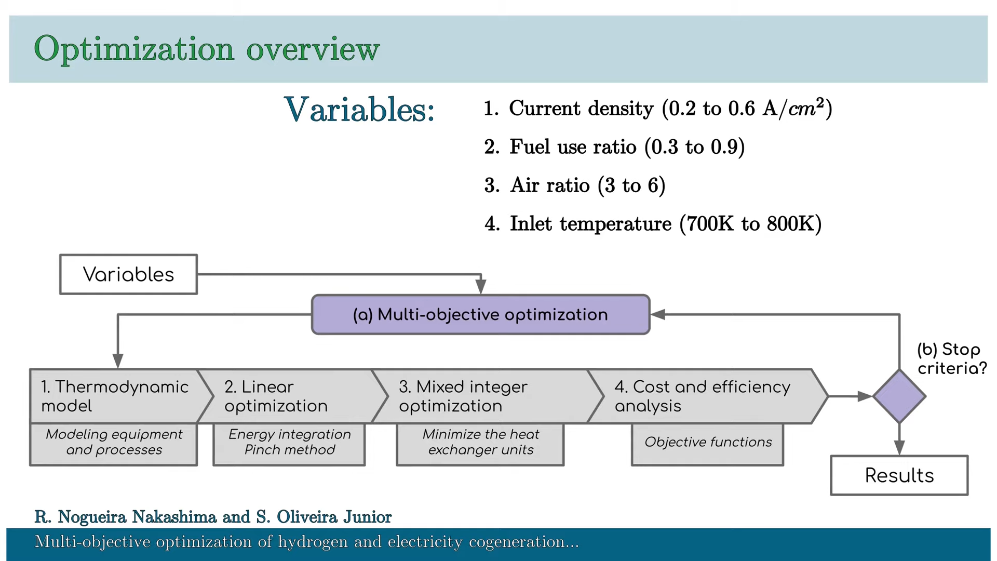 Optimization overview
Variables:
1. Current density (0.2 to 0.6 A/cm²)
2. Fuel use ratio (0.3 to 0.9)
3. Air ratio (3 to 6)
4. Inlet temperature (700K to 800K)
Variables
(a) Multi-objective optimization
(b) Stop
criteria?
1. Thermodynamic
model
Modeling equipment
and processes
2. Linear
optimization
Energy integration
Pinch method
3. Mixed integer
optimization
Minimize the heat
exchanger units
4. Cost and efficiency
analysis
Objective functions
Results
R. Nogueira Nakashima and S. Oliveira Junior
Multi-objective optimization of hydrogen and electricity cogeneration...